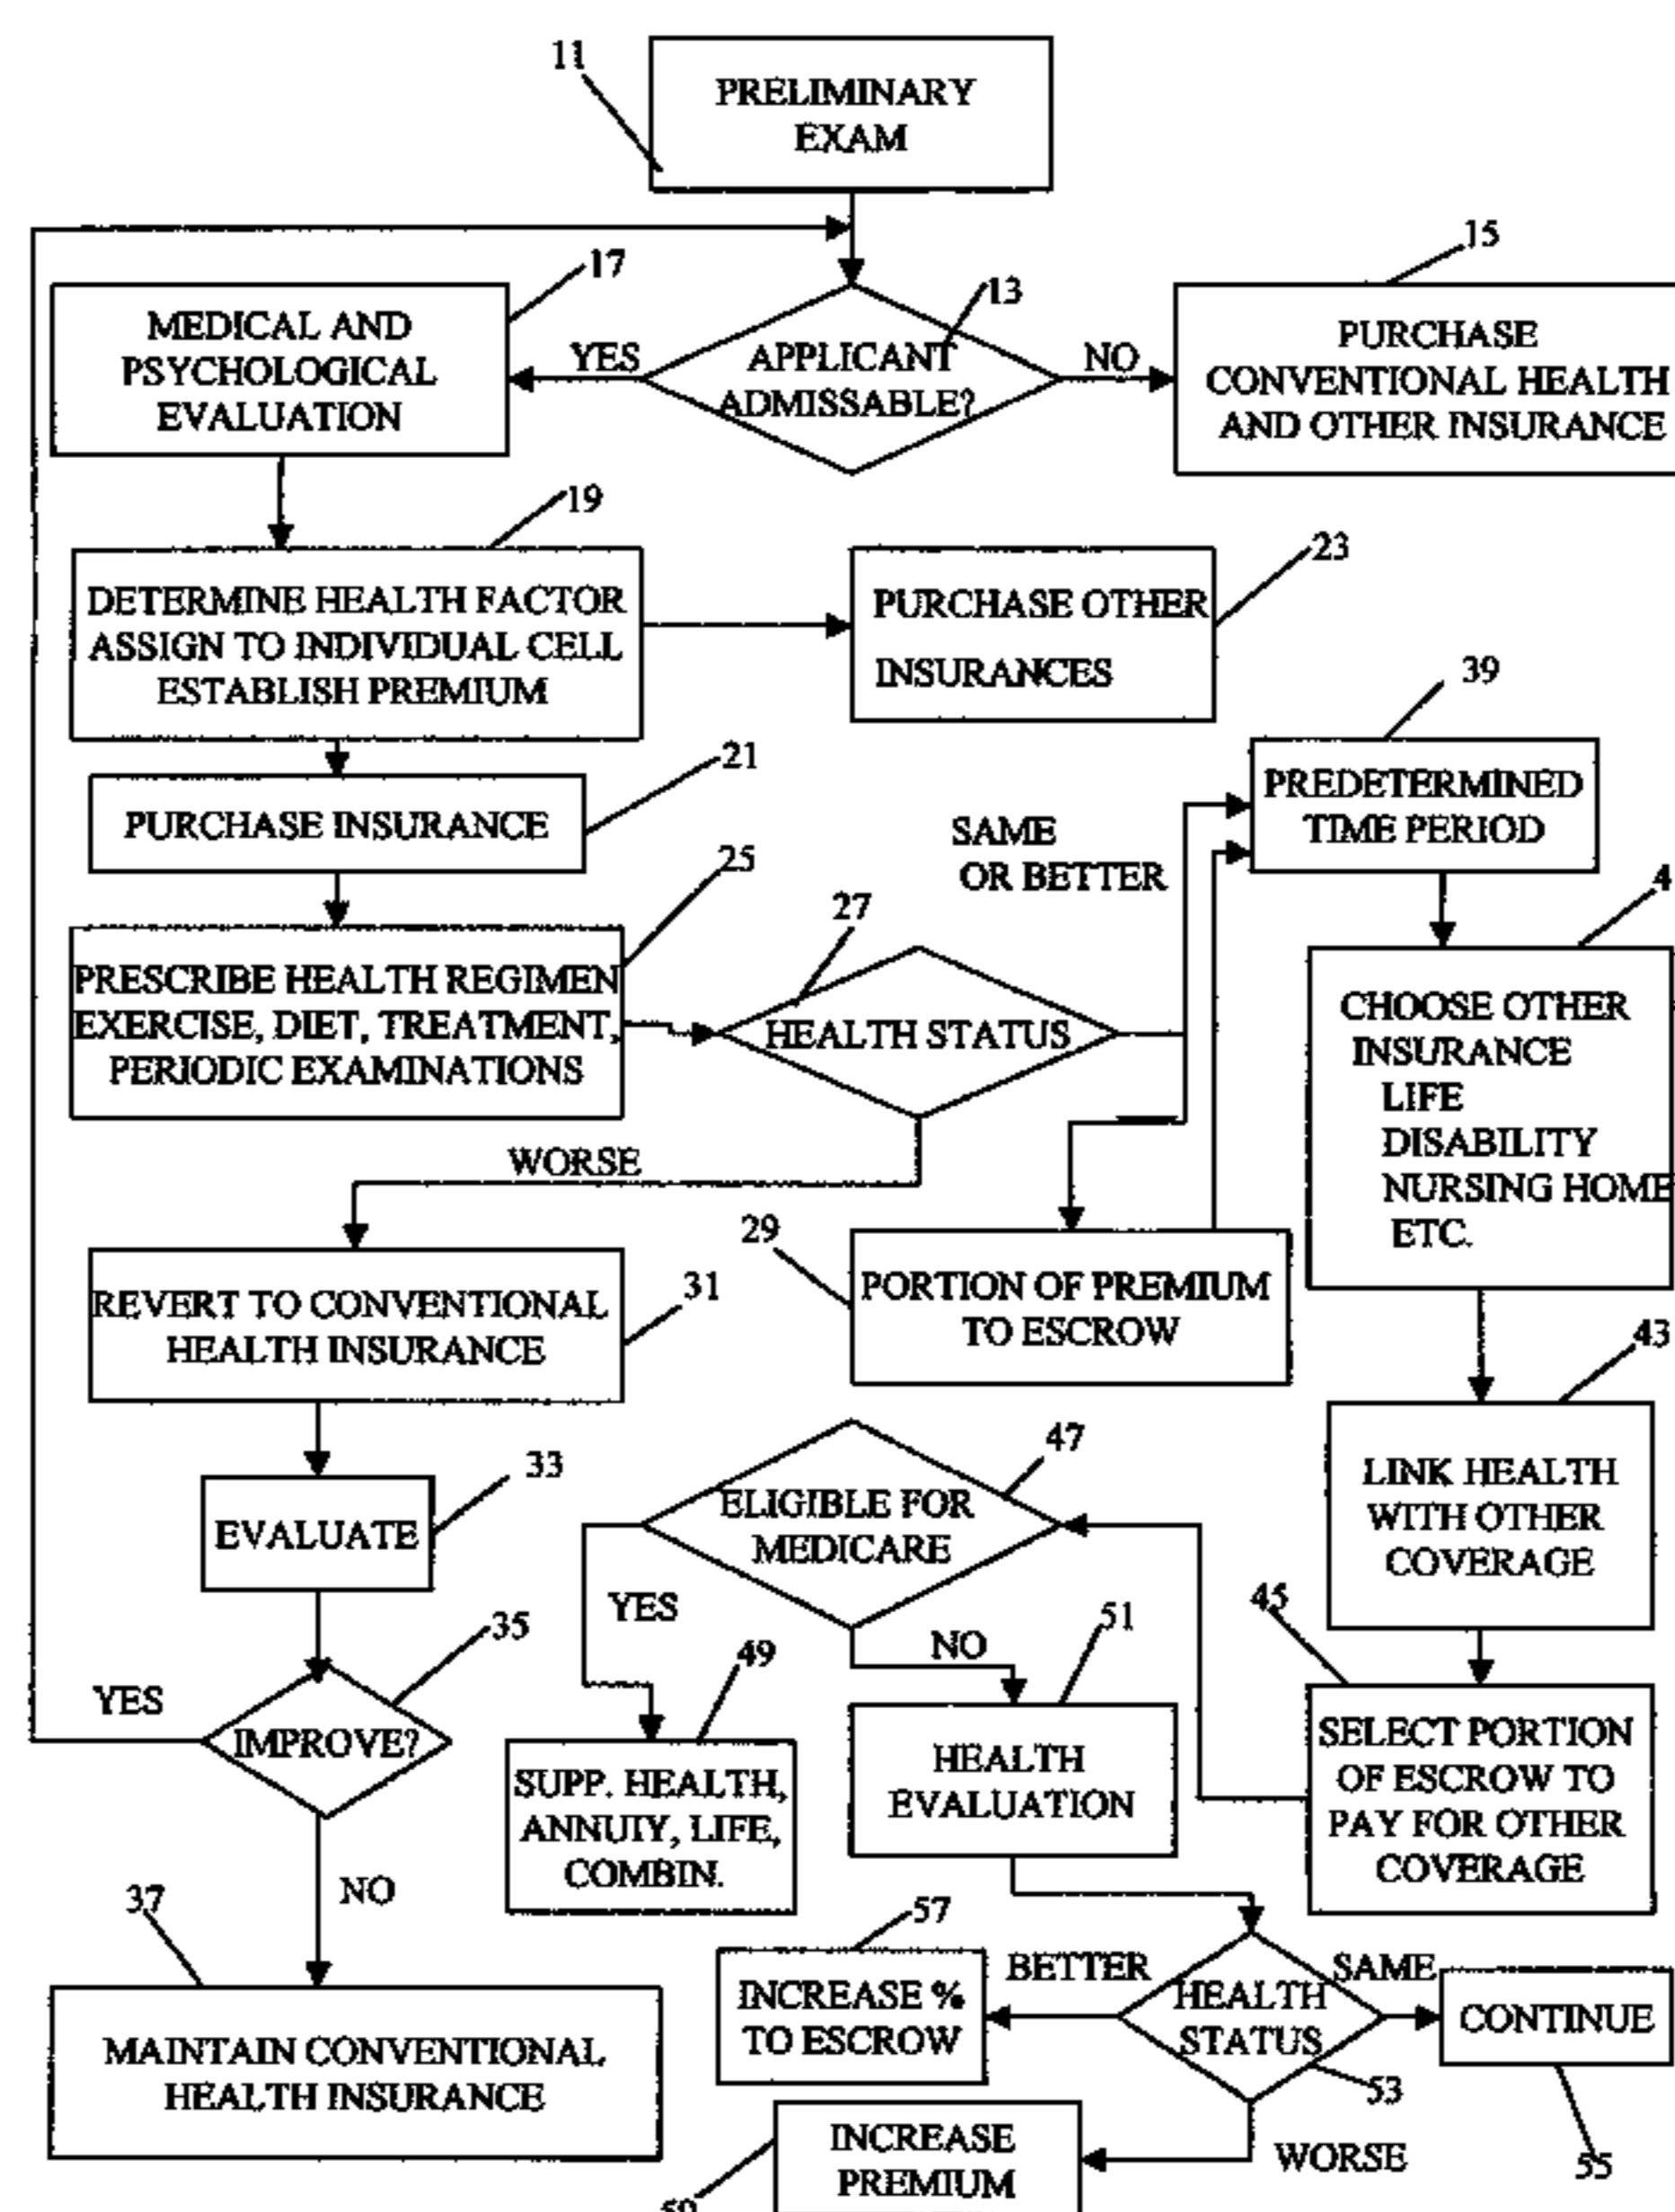 11
PRELIMINARY
EXAM
17
13
15
MEDICAL AND
PSYCHOLOGICAL
EVALUATION
YES
APPLICANT
ADMISSABLE?
NO
PURCHASE
CONVENTIONAL HEALTH
AND OTHER INSURANCE
19
DETERMINE HEALTH FACTOR
ASSIGN TO INDIVIDUAL CELL
ESTABLISH PREMIUM
23
PURCHASE OTHER
INSURANCES
39
PREDETERMINED
TIME PERIOD
21
PURCHASE INSURANCE
SAME
OR BETTER
25
PRESCRIBE HEALTH REGIMEN
EXERCISE, DIET, TREATMENT,
PERIODIC EXAMINATIONS
27
HEALTH STATUS
4
CHOOSE OTHER
INSURANCE
LIFE
DISABILITY
NURSING HOME
ETC.
WORSE
29
PORTION OF PREMIUM
TO ESCROW
31
REVERT TO CONVENTIONAL
HEALTH INSURANCE
43
LINK HEALTH
WITH OTHER
COVERAGE
33
EVALUATE
47
ELIGIBLE FOR
MEDICARE
YES
NO
35
IMPROVE?
YES
NO
49
SUPP. HEALTH,
ANNUIY, LIFE,
COMBIN.
51
HEALTH
EVALUATION
45
SELECT PORTION
OF ESCROW TO
PAY FOR OTHER
COVERAGE
37
MAINTAIN CONVENTIONAL
HEALTH INSURANCE
57
INCREASE %
TO ESCROW
BETTER
HEALTH
STATUS
SAME
CONTINUE
53
55
WORSE
INCREASE
PREMIUM